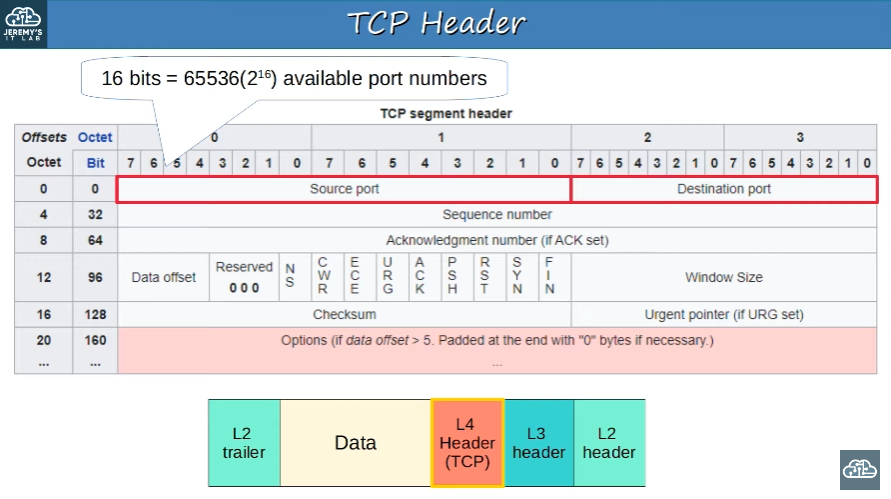 JEREMY'S
IT LAB
TCP Header
16 bits = 65536(2¹⁶) available port numbers
TCP segment header
Offsets Octet 0 1 2 3
Octet Bit 7 6 5 4 3 2 1 0 7 6 5 4 3 2 1 0 7 6 5 4 3 2 1 0 7 6 5 4 3 2 1 0
0 0 Source port Destination port
4 32 Sequence number
8 64 Acknowledgment number (if ACK set)
12 96 Data offset Reserved 0 0 0 NS CWR ECE URG ACK PSH RST SYN FIN Window Size
16 128 Checksum Urgent pointer (if URG set)
20 160 Options (if data offset > 5. Padded at the end with "0" bytes if necessary.)
... ... ...
L2 trailer Data L4 Header (TCP) L3 header L2 header